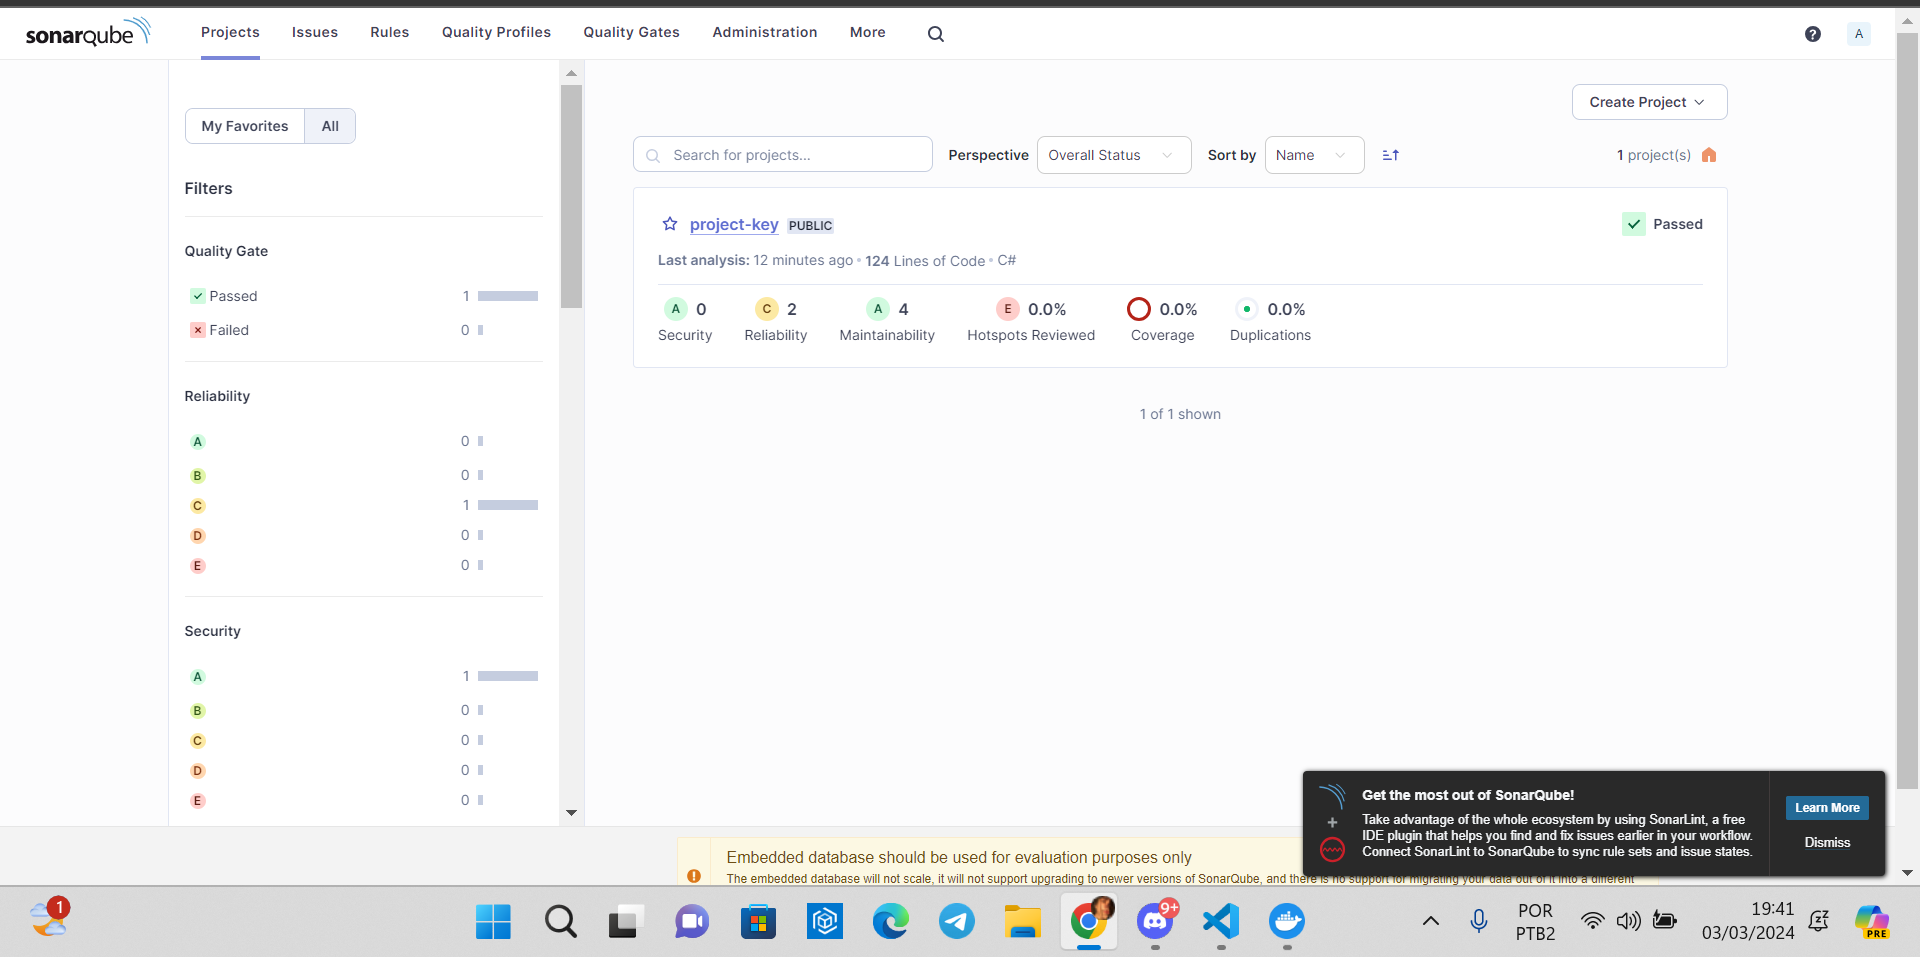 sonarqube
Projects Issues Rules Quality Profiles Quality Gates Administration More
? A
My Favorites All
Filters
Quality Gate
Passed 1
Failed 0
Reliability
A 0
B 0
C 1
D 0
E 0
Security
A 1
B 0
C 0
D 0
E 0
Create Project
Search for projects... Perspective Overall Status Sort by Name 1 project(s)
project-key PUBLIC Passed
Last analysis: 12 minutes ago • 124 Lines of Code • C#
A 0 C 2 A 4 E 0.0% 0.0% 0.0%
Security Reliability Maintainability Hotspots Reviewed Coverage Duplications
1 of 1 shown
Get the most out of SonarQube!
Take advantage of the whole ecosystem by using SonarLint, a free
IDE plugin that helps you find and fix issues earlier in your workflow.
Connect SonarLint to SonarQube to sync rule sets and issue states.
Learn More
Dismiss
Embedded database should be used for evaluation purposes only
The embedded database will not scale, it will not support upgrading to newer versions of SonarQube, and there is no support for migrating your data out of it into a different
1
9+
POR
PTB2
19:41
03/03/2024
PRE